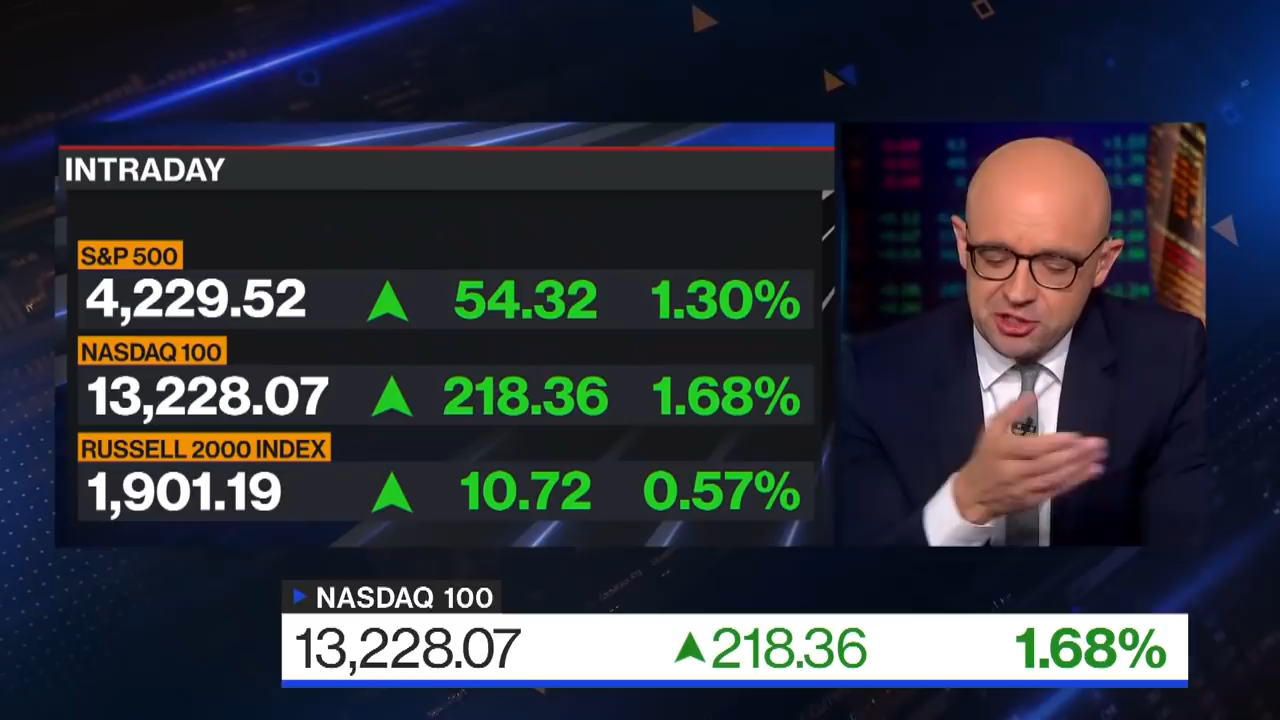 INTRADAY
S&P 500
4,229.52 ▲ 54.32 1.30%
NASDAQ 100
13,228.07 ▲ 218.36 1.68%
RUSSELL 2000 INDEX
1,901.19 ▲ 10.72 0.57%
NASDAQ 100
13,228.07 ▲218.36 1.68%